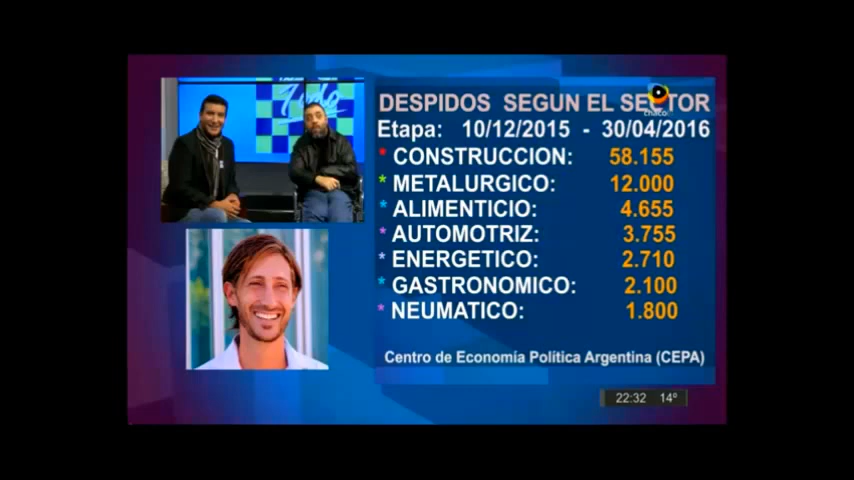 Todo
DESPIDOS SEGUN EL SECTOR
chaco
Etapa: 10/12/2015 - 30/04/2016
* CONSTRUCCION: 58.155
* METALURGICO: 12.000
* ALIMENTICIO: 4.655
* AUTOMOTRIZ: 3.755
* ENERGETICO: 2.710
* GASTRONOMICO: 2.100
* NEUMATICO: 1.800
Centro de Economía Política Argentina (CEPA)
22:32 14º